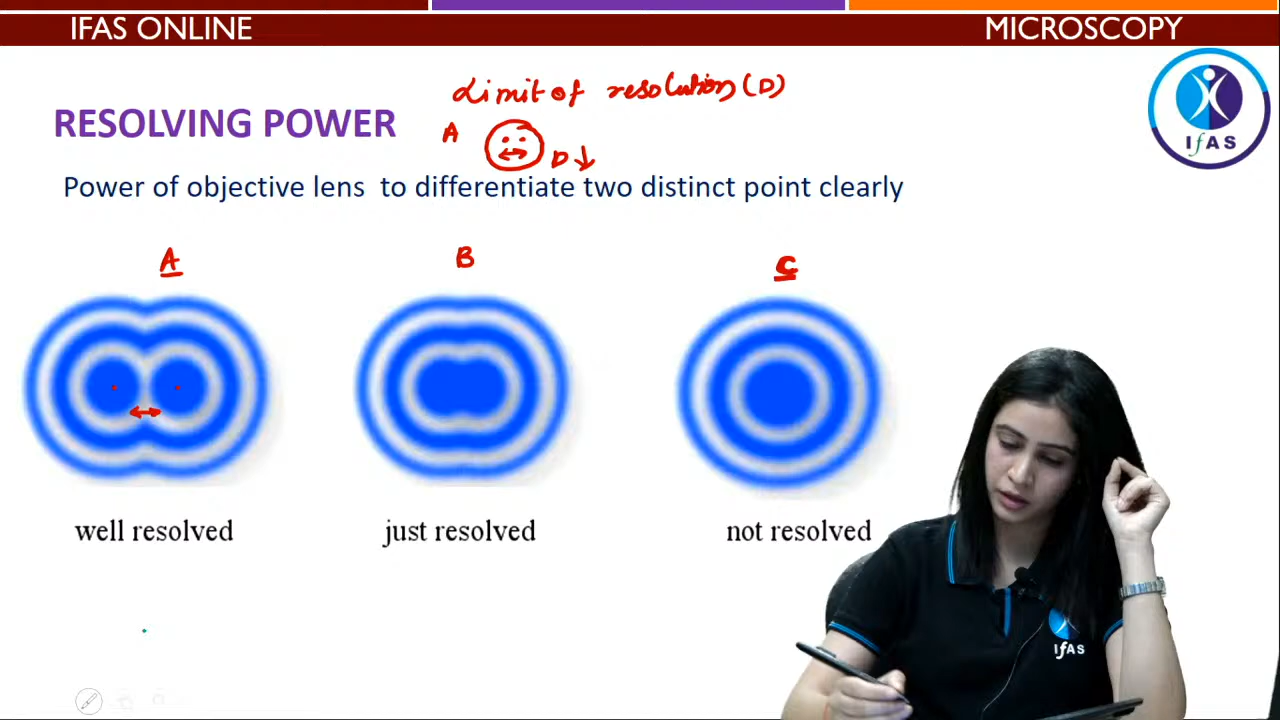 IFAS ONLINE
MICROSCOPY
Limit of resolution (D)
RESOLVING POWER
A
D↓
IfAS
Power of objective lens to differentiate two distinct point clearly
A
B
C
well resolved
just resolved
not resolved
IfAS